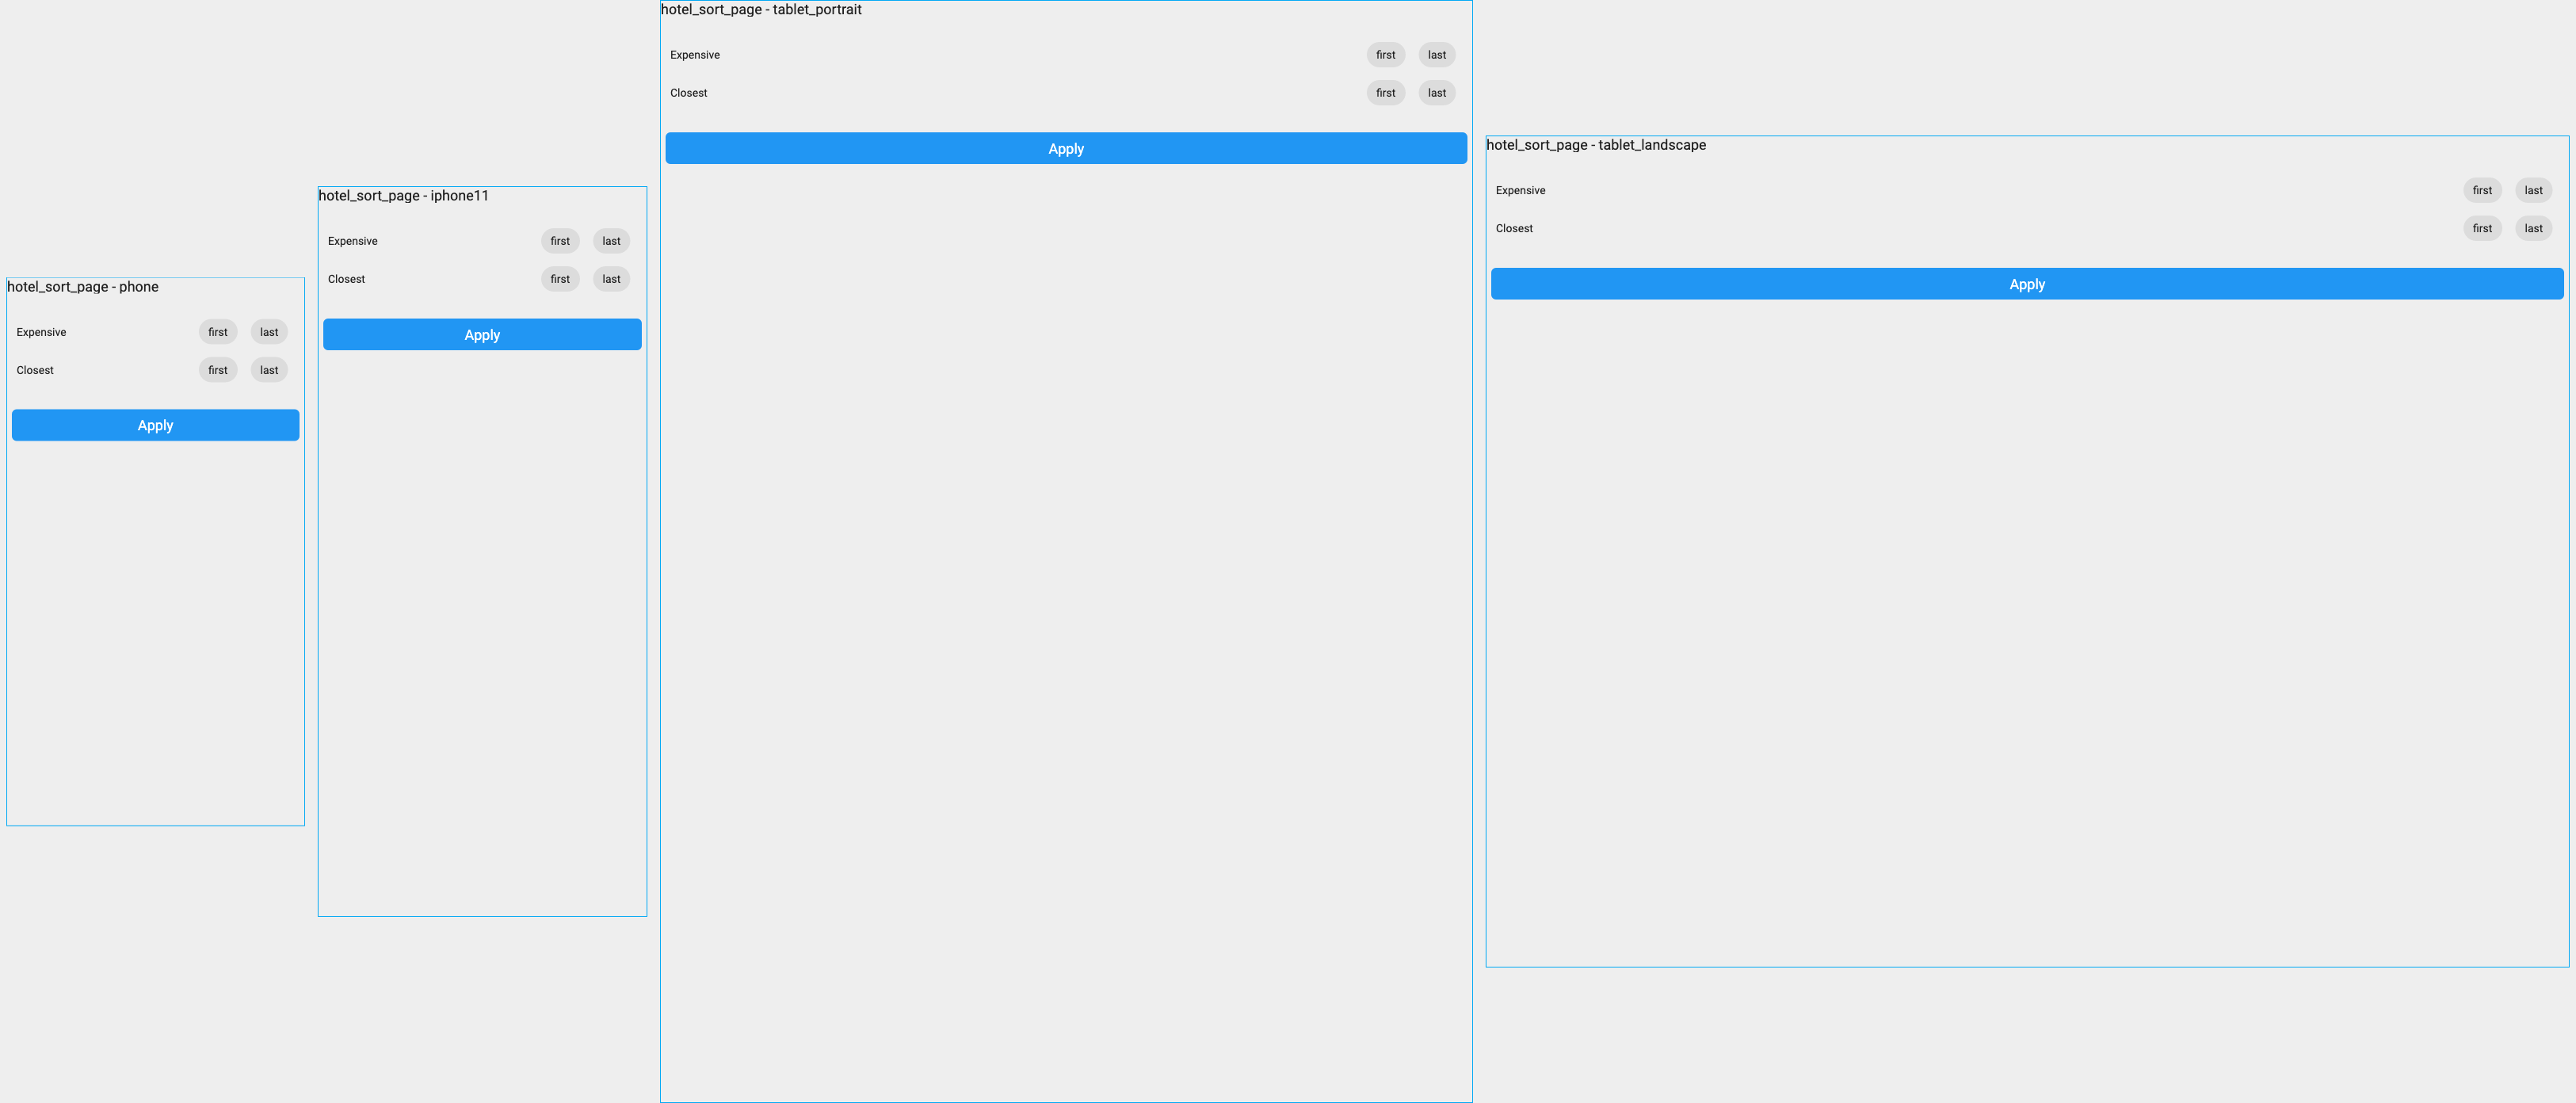 hotel_sort_page - phone
Expensive first last
Closest first last
Apply
hotel_sort_page - iphone11
Expensive first last
Closest first last
Apply
hotel_sort_page - tablet_portrait
Expensive first last
Closest first last
Apply
hotel_sort_page - tablet_landscape
Expensive first last
Closest first last
Apply